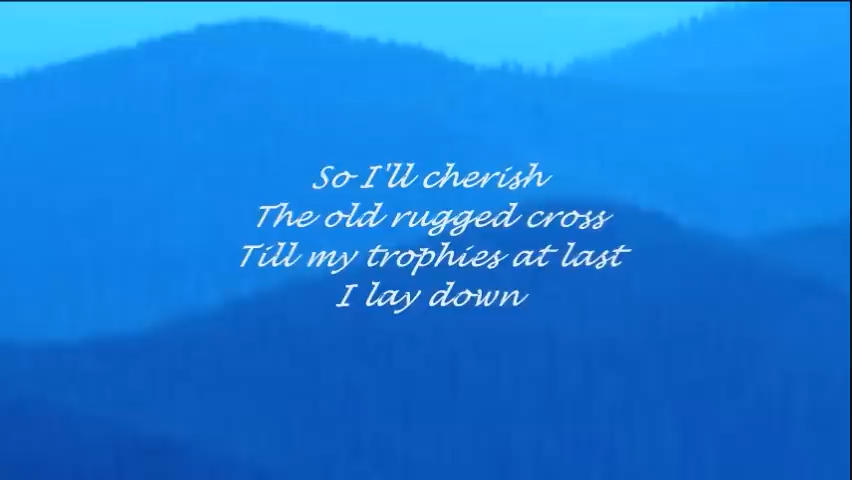 So I'll cherish
The old rugged cross
Till my trophies at last
I lay down